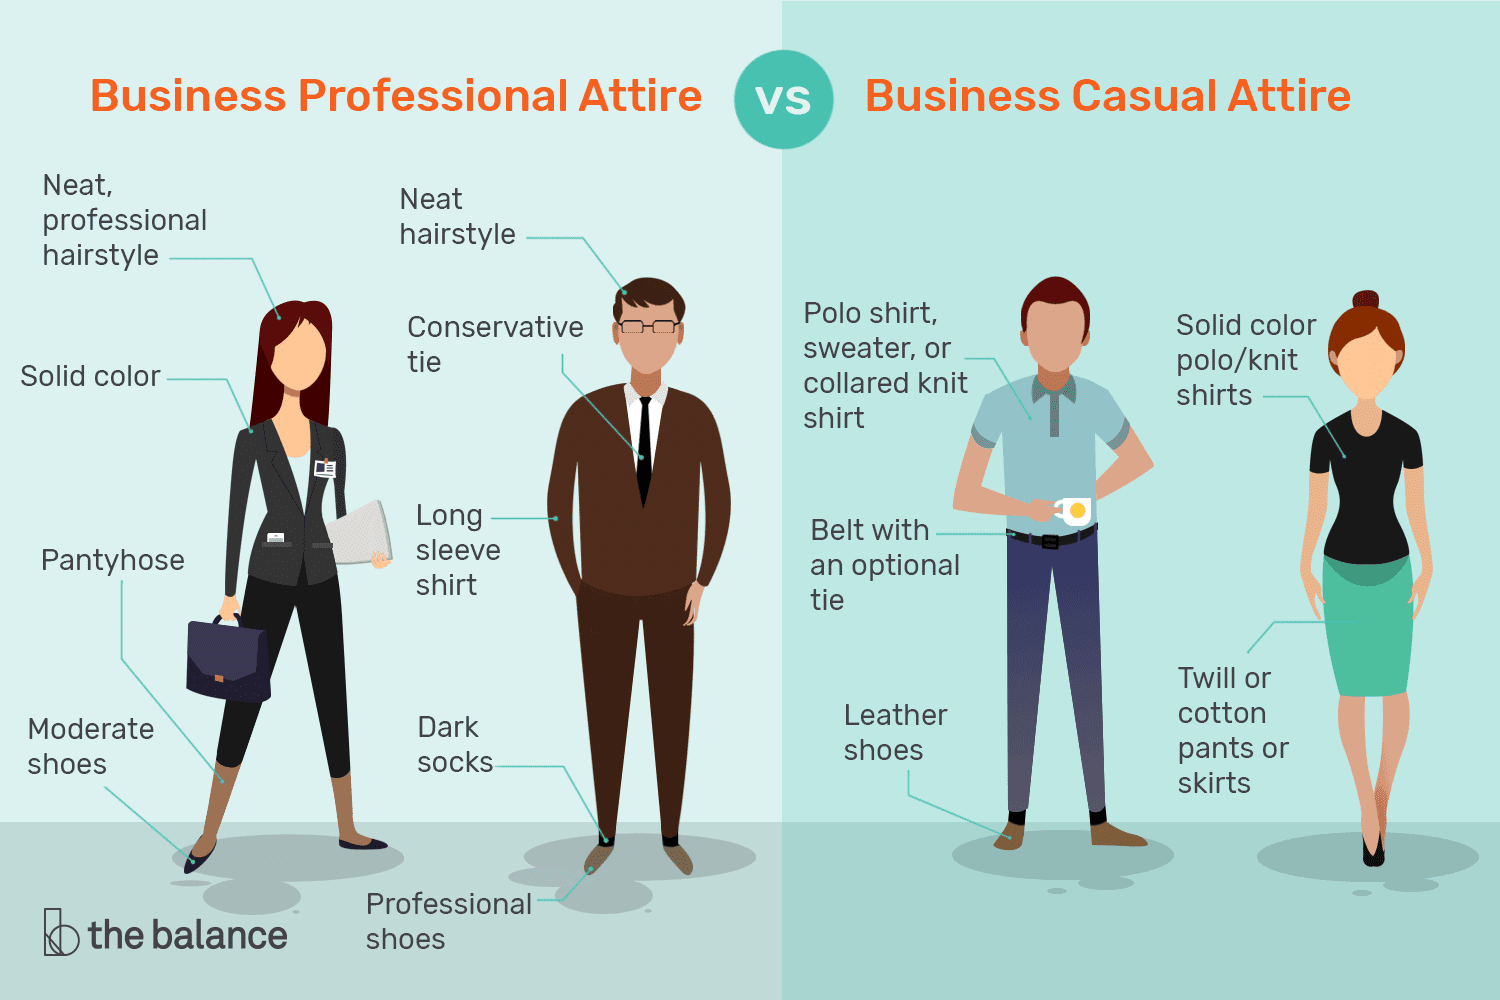 Business Professional Attire
vs
Business Casual Attire
Neat,
professional
hairstyle
Solid color
Pantyhose
Moderate
shoes
Neat
hairstyle
Conservative
tie
Long
sleeve
shirt
Dark
socks
Professional
shoes
Polo shirt,
sweater, or
collared knit
shirt
Belt with
an optional
tie
Leather
shoes
Solid color
polo/knit
shirts
Twill or
cotton
pants or
skirts
the balance